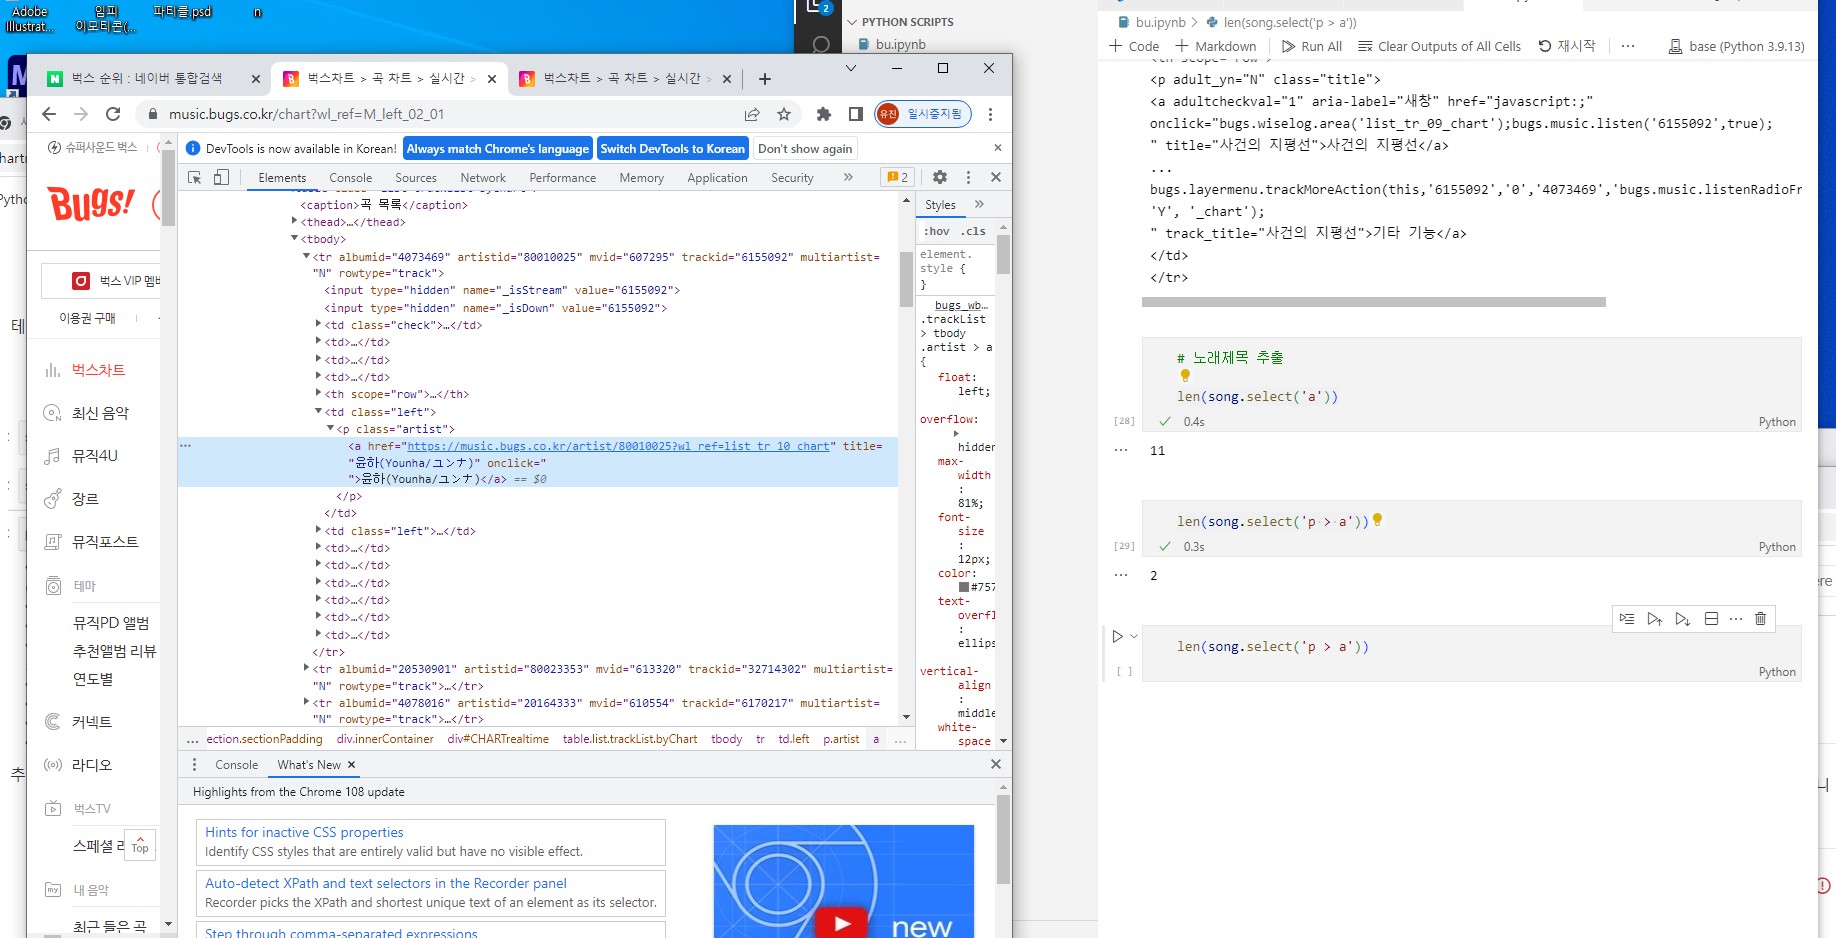 Adobe
Illustrat...
임피
이모티콘(...
파티클.psd
n
2
PYTHON SCRIPTS
bu.ipynb
벅스 순위 : 네이버 통합검색
벅스차트 > 곡 차트 > 실시간 >
벅스차트 > 곡 차트 > 실시간 >
music.bugs.co.kr/chart?wl_ref=M_left_02_01
유진 일시중지됨
슈퍼사운드 벅스
Bugs!
벅스 VIP 멤버
이용권 구매
벅스차트
최신 음악
뮤직4U
장르
뮤직포스트
테마
뮤직PD 앨범
추천앨범 리뷰
연도별
커넥트
라디오
벅스TV
스페셜
Top
my 내 음악
최근 들은 곡
DevTools is now available in Korean!
Always match Chrome's language
Switch DevTools to Korean
Don't show again
Elements Console Sources Network Performance Memory Application Security » 2
<caption>곡 목록</caption>
<thead>…</thead>
<tbody>
<tr albumid="4073469" artistid="80010025" mvid="607295" trackid="6155092" multiartist=
"N" rowtype="track">
<input type="hidden" name="_isStream" value="6155092">
<input type="hidden" name="_isDown" value="6155092">
<td class="check">…</td>
<td>…</td>
<td>…</td>
<td>…</td>
<th scope="row">…</th>
<td class="left">
<p class="artist">
<a href="https://music.bugs.co.kr/artist/80010025?wl_ref=list_tr_10_chart" title=
"윤하(Younha/ユンナ)" onclick="
">윤하(Younha/ユンナ)</a> == $0
</p>
</td>
<td class="left">…</td>
<td>…</td>
<td>…</td>
<td>…</td>
<td>…</td>
<td>…</td>
<td>…</td>
</tr>
<tr albumid="20530901" artistid="80023353" mvid="613320" trackid="32714302" multiartist=
"N" rowtype="track">…</tr>
<tr albumid="4078016" artistid="20164333" mvid="610554" trackid="6170217" multiartist=
"N" rowtype="track">…</tr>
... ection.sectionPadding div.innerContainer div#CHARTrealtime table.list.trackList.byChart tbody tr td.left p.artist a ...
Styles »
:hov .cls
element.
style {
}
bugs_wb…
.trackList
> tbody
.artist > a
{
float:
left;
overflow:
hidden
max-
width
:
81%;
font-
size
:
12px;
color:
#757
text-
overfl
:
ellips
vertical-
align
:
middle
white-
space
Console What's New
Highlights from the Chrome 108 update
Hints for inactive CSS properties
Identify CSS styles that are entirely valid but have no visible effect.
Auto-detect XPath and text selectors in the Recorder panel
Recorder picks the XPath and shortest unique text of an element as its selector.
Step through comma-separated expressions
new
bu.ipynb > len(song.select('p > a'))
Code Markdown Run All Clear Outputs of All Cells 재시작 ... base (Python 3.9.13)
<p adult_yn="N" class="title">
<a adultcheckval="1" aria-label="새창" href="javascript:;"
onclick="bugs.wiselog.area('list_tr_09_chart');bugs.music.listen('6155092',true);
" title="사건의 지평선">사건의 지평선</a>
...
bugs.layermenu.trackMoreAction(this,'6155092','0','4073469','bugs.music.listenRadioFr
'Y', '_chart');
" track_title="사건의 지평선">기타 기능</a>
</td>
</tr>
# 노래제목 추출
len(song.select('a'))
[28] 0.4s Python
11
len(song.select('p > a'))
[29] 0.3s Python
2
len(song.select('p > a'))
[ ] Python